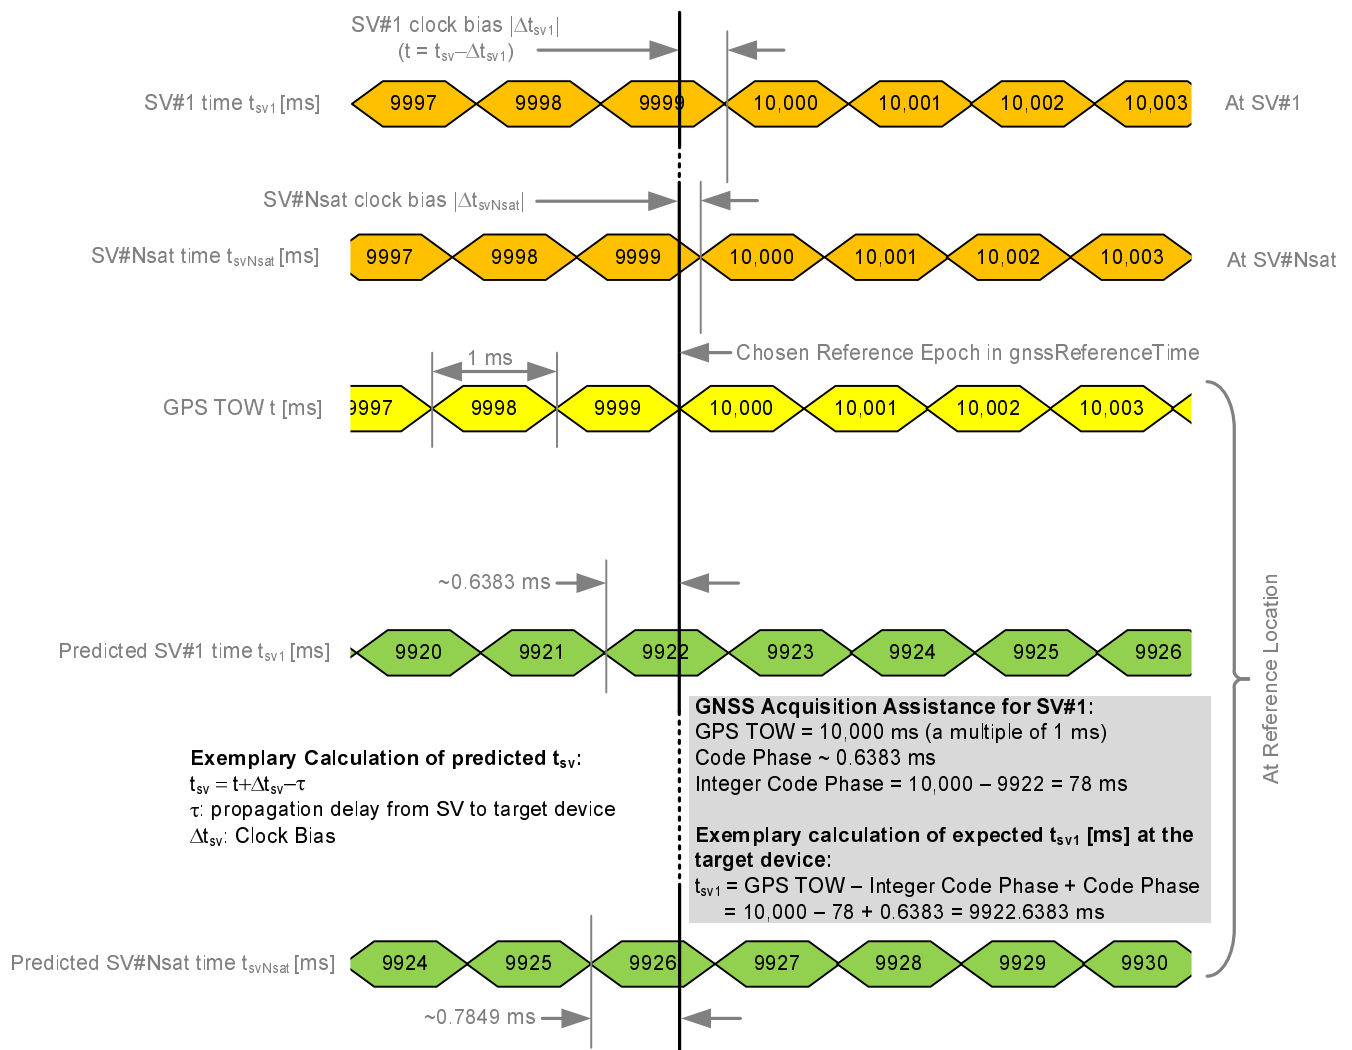 SV#1 clock bias |Δtsv1|
(t = tsv–Δtsv1)
SV#1 time tsv1 [ms]
9997 9998 9999 10,000 10,001 10,002 10,003
At SV#1
SV#Nsat clock bias |ΔtsvNsat|
SV#Nsat time tsvNsat [ms]
9997 9998 9999 10,000 10,001 10,002 10,003
At SV#Nsat
Chosen Reference Epoch in gnssReferenceTime
1 ms
GPS TOW t [ms]
9997 9998 9999 10,000 10,001 10,002 10,003
~0.6383 ms
Predicted SV#1 time tsv1 [ms]
9920 9921 9922 9923 9924 9925 9926
At Reference Location
GNSS Acquisition Assistance for SV#1:
GPS TOW = 10,000 ms (a multiple of 1 ms)
Code Phase ~ 0.6383 ms
Integer Code Phase = 10,000 – 9922 = 78 ms
Exemplary calculation of expected tsv1 [ms] at the
target device:
tsv1 = GPS TOW – Integer Code Phase + Code Phase
= 10,000 – 78 + 0.6383 = 9922.6383 ms
Exemplary Calculation of predicted tsv:
tsv = t+Δtsv–τ
τ: propagation delay from SV to target device
Δtsv: Clock Bias
Predicted SV#Nsat time tsvNsat [ms]
9924 9925 9926 9927 9928 9929 9930
~0.7849 ms